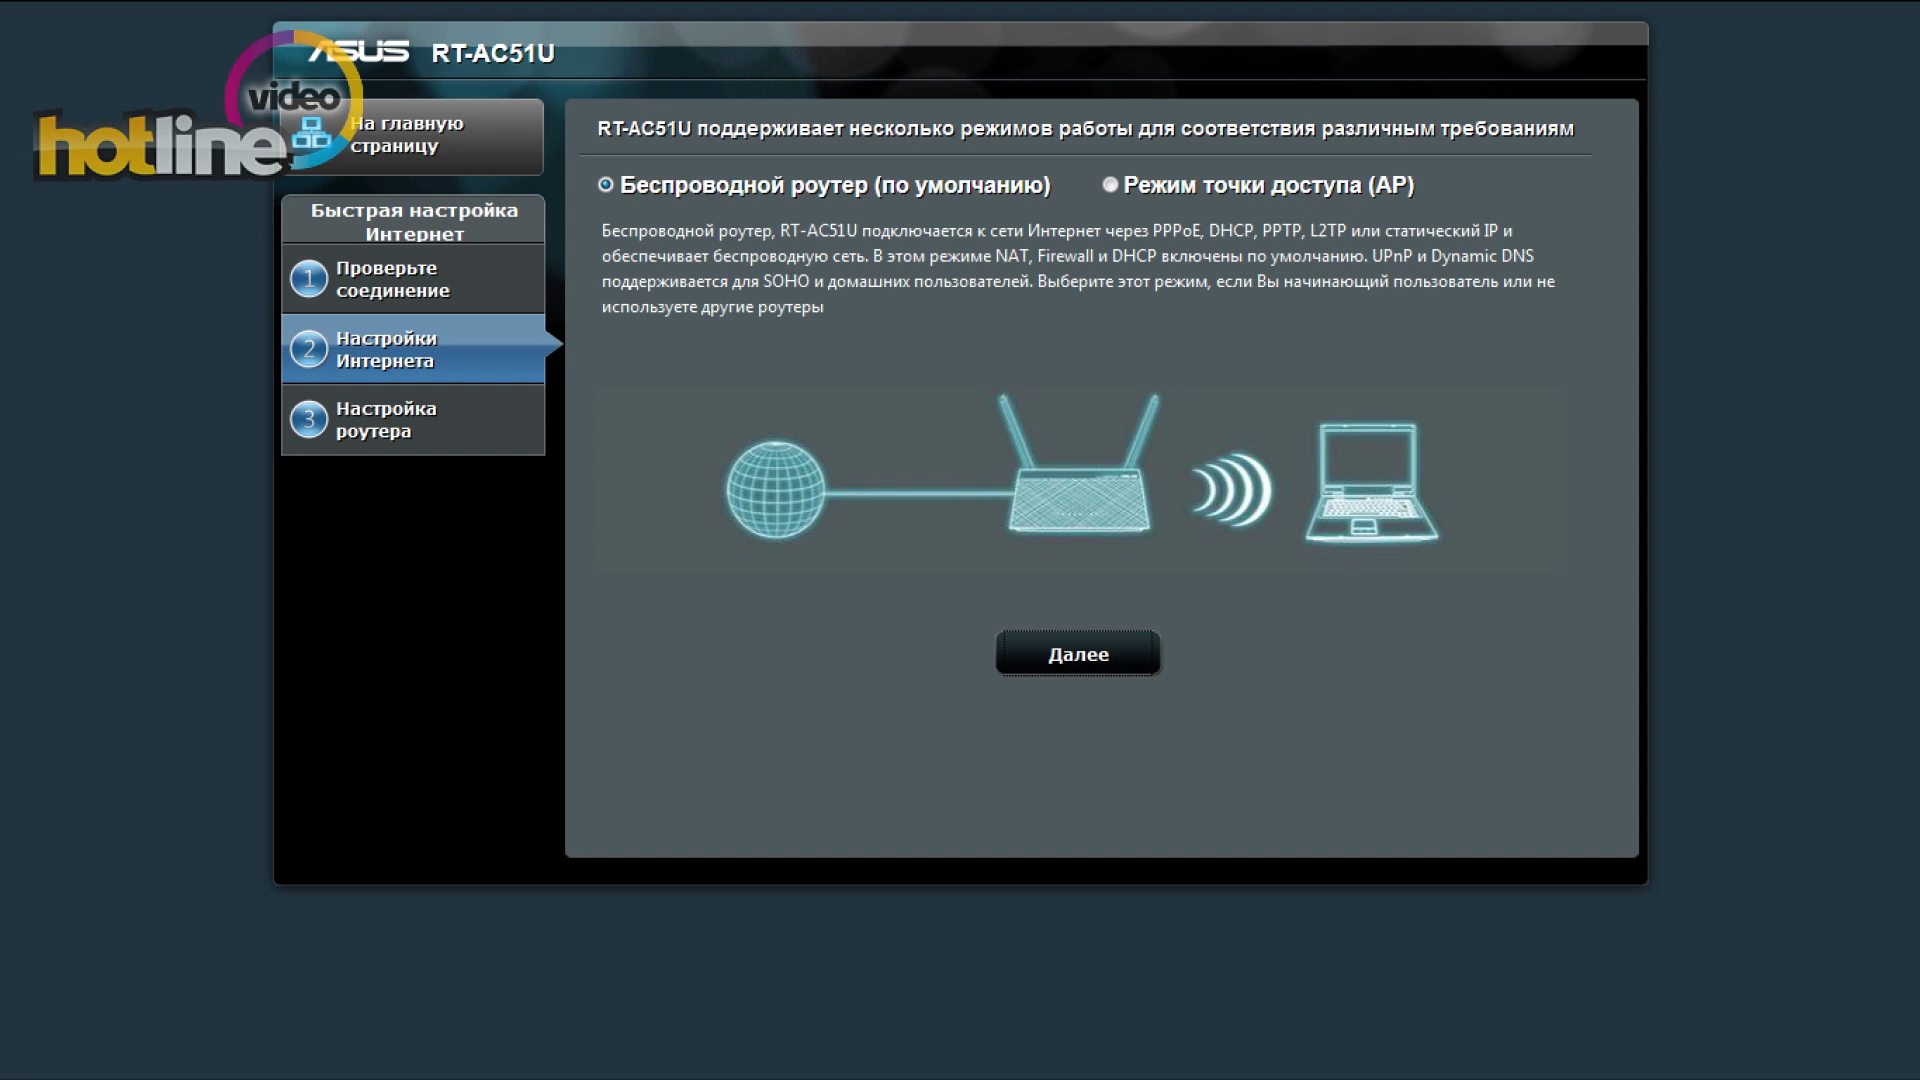 ASUS RT-AC51U
video
hotline
На главную
страницу
Быстрая настройка
Интернет
1 Проверьте
соединение
2 Настройки
Интернета
3 Настройка
роутера
RT-AC51U поддерживает несколько режимов работы для соответствия различным требованиям
Беспроводной роутер (по умолчанию) Режим точки доступа (AP)
Беспроводной роутер, RT-AC51U подключается к сети Интернет через PPPoE, DHCP, PPTP, L2TP или статический IP и
обеспечивает беспроводную сеть. В этом режиме NAT, Firewall и DHCP включены по умолчанию. UPnP и Dynamic DNS
поддерживается для SOHO и домашних пользователей. Выберите этот режим, если Вы начинающий пользователь или не
используете другие роутеры
Далее